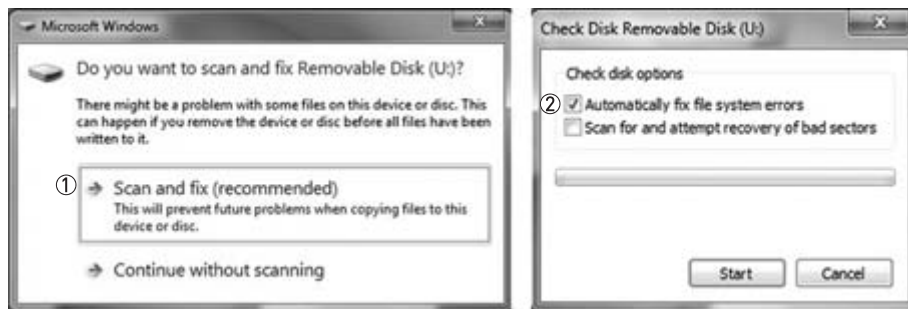 Microsoft Windows
Do you want to scan and fix Removable Disk (U:)?
There might be a problem with some files on this device or disc. This
can happen if you remove the device or disc before all files have been
written to it.
① Scan and fix (recommended)
This will prevent future problems when copying files to this
device or disc.
Continue without scanning
Check Disk Removable Disk (U:)
Check disk options
② Automatically fix file system errors
Scan for and attempt recovery of bad sectors
Start Cancel